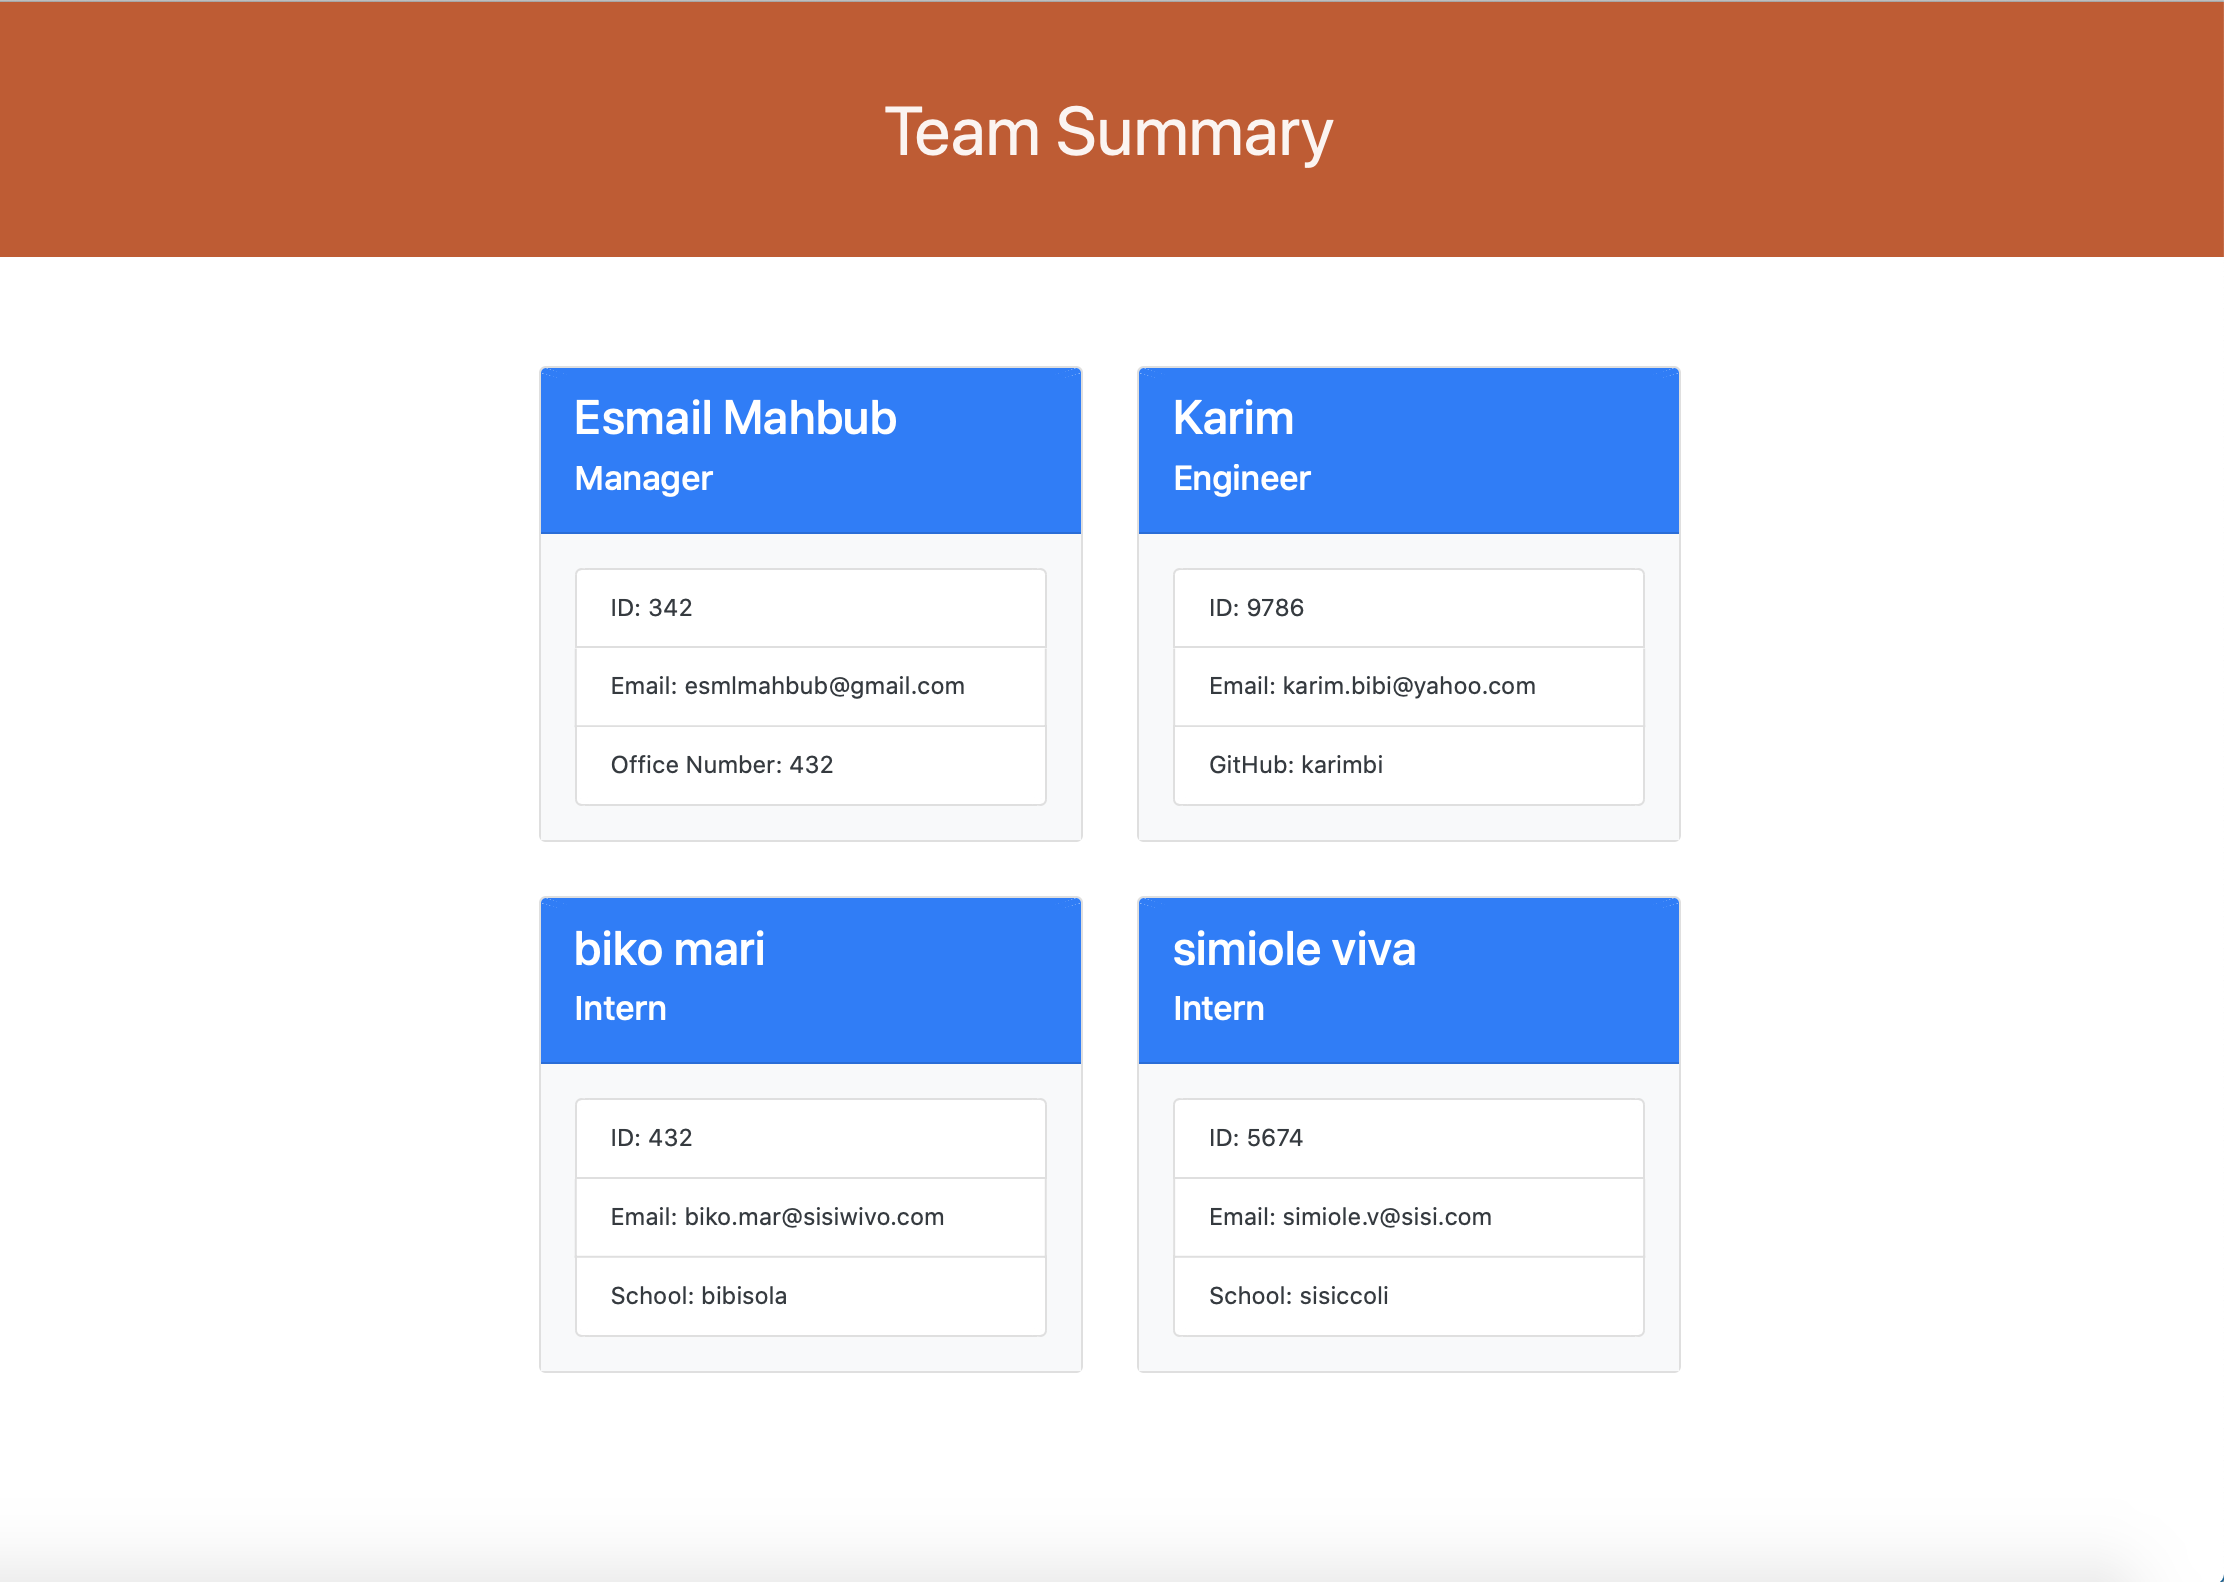 Team Summary
Esmail Mahbub
Manager
ID: 342
Email: esmlmahbub@gmail.com
Office Number: 432
Karim
Engineer
ID: 9786
Email: karim.bibi@yahoo.com
GitHub: karimbi
biko mari
Intern
ID: 432
Email: biko.mar@sisiwivo.com
School: bibisola
simiole viva
Intern
ID: 5674
Email: simiole.v@sisi.com
School: sisiccoli